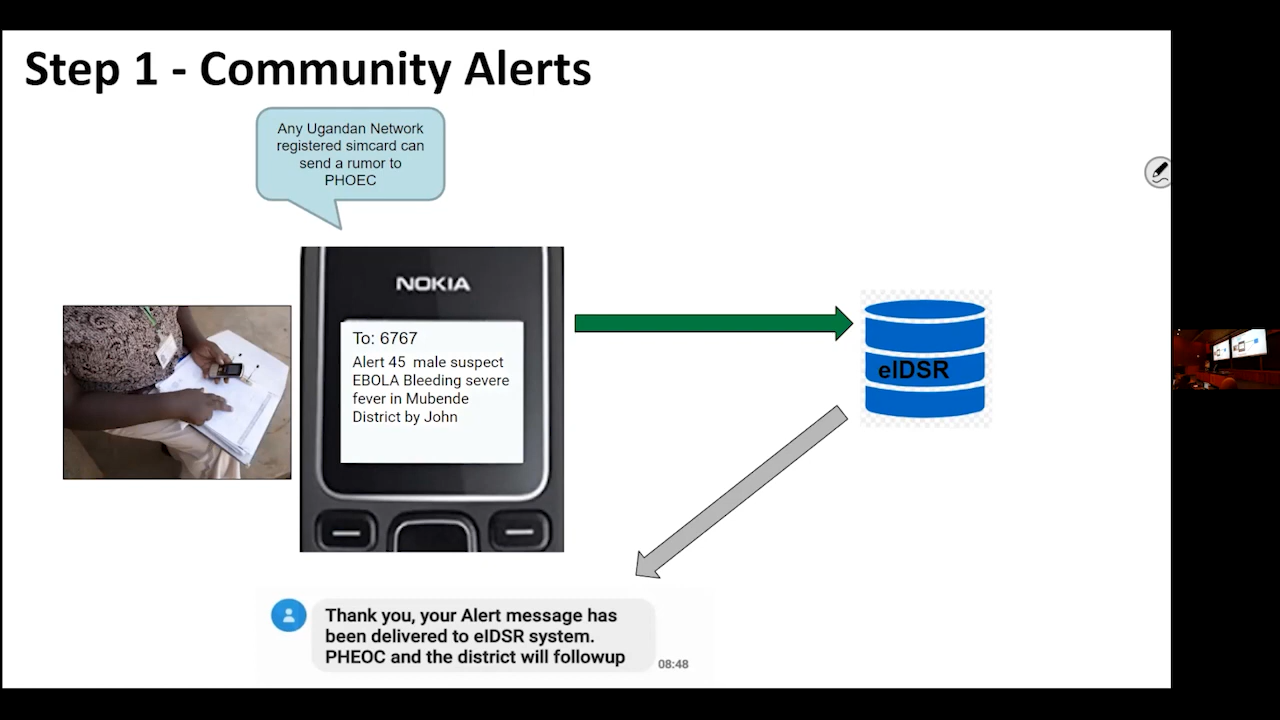 Step 1 - Community Alerts
Any Ugandan Network
registered simcard can
send a rumor to
PHOEC
NOKIA
To: 6767
Alert 45 male suspect
EBOLA Bleeding severe
fever in Mubende
District by John
eIDSR
Thank you, your Alert message has
been delivered to eIDSR system.
PHEOC and the district will followup
08:48